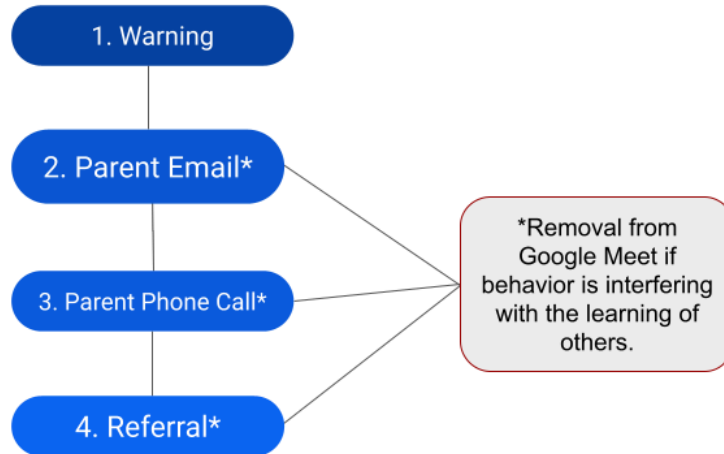 1. Warning
2. Parent Email*
3. Parent Phone Call*
4. Referral*
*Removal from
Google Meet if
behavior is interfering
with the learning of
others.